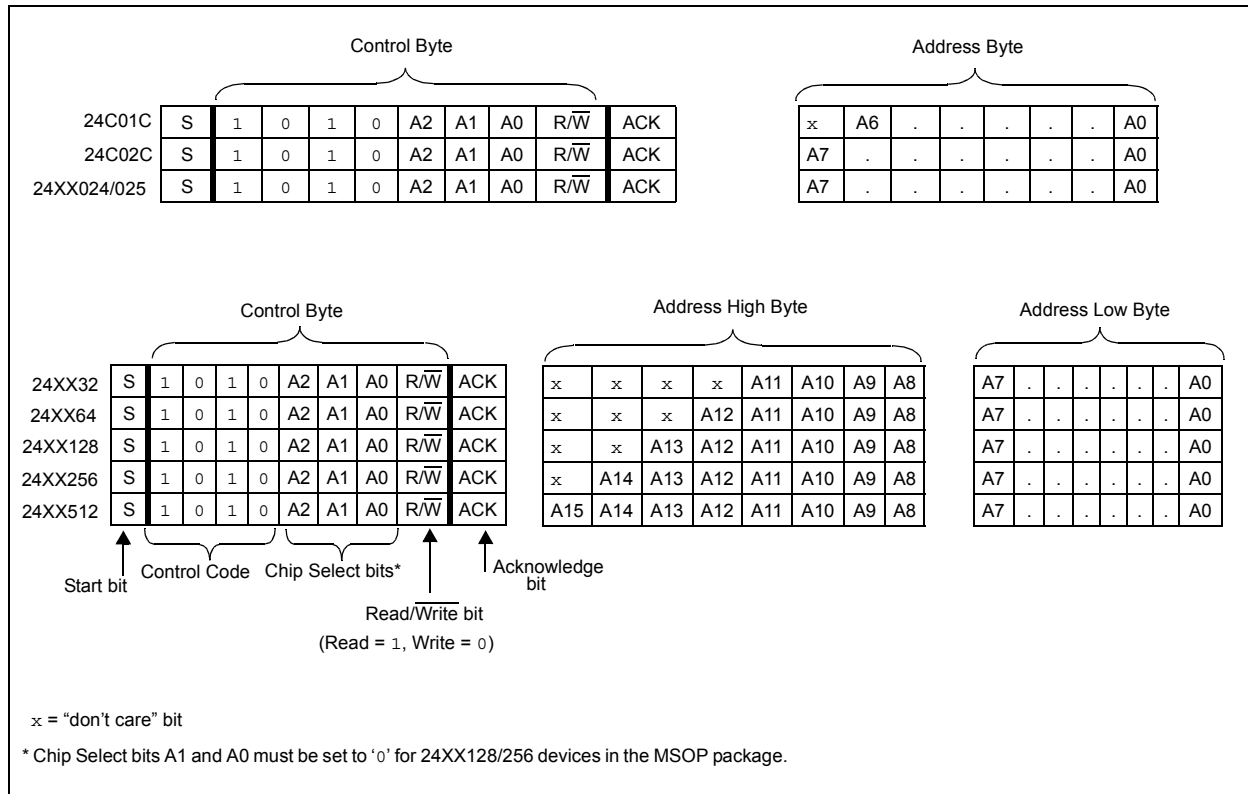 Control Byte
Address Byte
24C01C S 1 0 1 0 A2 A1 A0 R/W̅ ACK x A6 . . . . . A0
24C02C S 1 0 1 0 A2 A1 A0 R/W̅ ACK A7 . . . . . . A0
24XX024/025 S 1 0 1 0 A2 A1 A0 R/W̅ ACK A7 . . . . . . A0
Control Byte
Address High Byte
Address Low Byte
24XX32 S 1 0 1 0 A2 A1 A0 R/W̅ ACK x x x x A11 A10 A9 A8 A7 . . . . . . A0
24XX64 S 1 0 1 0 A2 A1 A0 R/W̅ ACK x x x A12 A11 A10 A9 A8 A7 . . . . . . A0
24XX128 S 1 0 1 0 A2 A1 A0 R/W̅ ACK x x A13 A12 A11 A10 A9 A8 A7 . . . . . . A0
24XX256 S 1 0 1 0 A2 A1 A0 R/W̅ ACK x A14 A13 A12 A11 A10 A9 A8 A7 . . . . . . A0
24XX512 S 1 0 1 0 A2 A1 A0 R/W̅ ACK A15 A14 A13 A12 A11 A10 A9 A8 A7 . . . . . . A0
Start bit
Control Code
Chip Select bits*
Acknowledge
bit
Read/W̅r̅i̅t̅e̅ bit
(Read = 1, Write = 0)
x = “don’t care” bit
* Chip Select bits A1 and A0 must be set to ‘0’ for 24XX128/256 devices in the MSOP package.